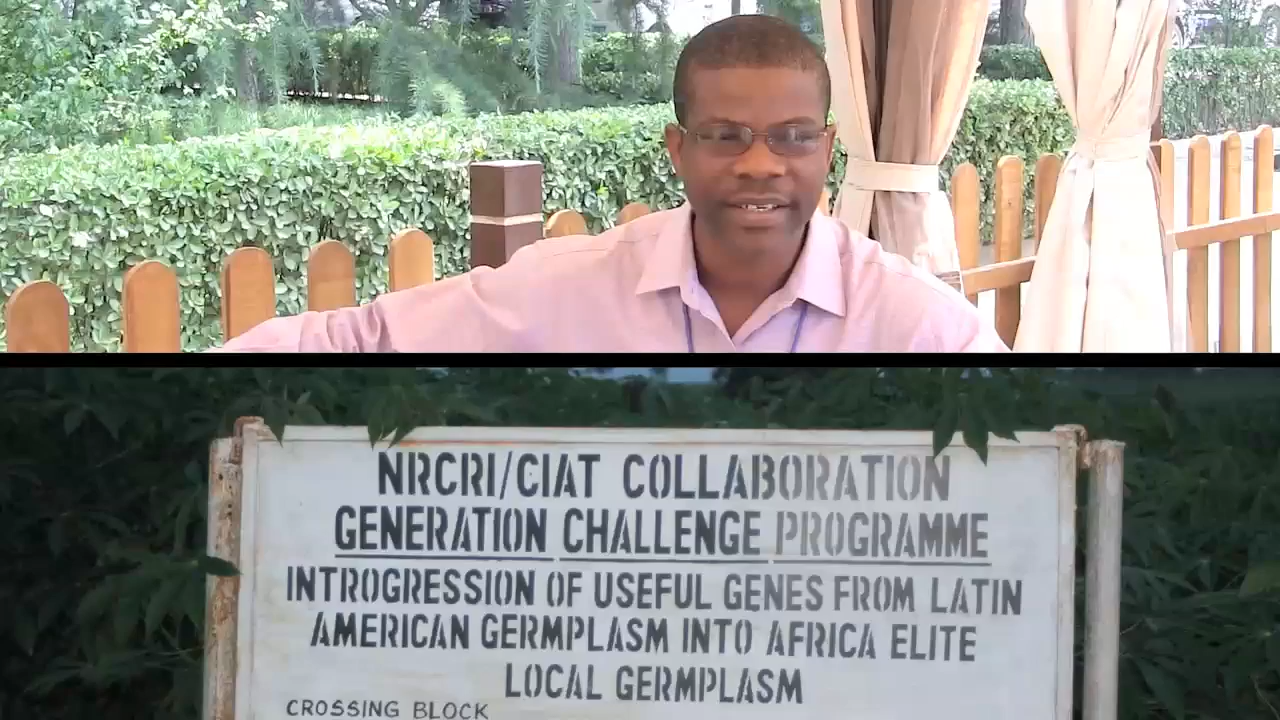 NRCRI/CIAT COLLABORATION
GENERATION CHALLENGE PROGRAMME
INTROGRESSION OF USEFUL GENES FROM LATIN
AMERICAN GERMPLASM INTO AFRICA ELITE
LOCAL GERMPLASM
CROSSING BLOCK